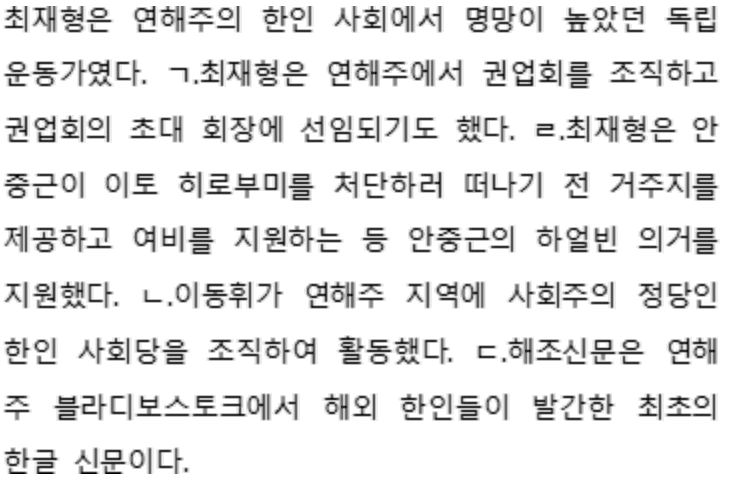 최재형은 연해주의 한인 사회에서 명망이 높았던 독립
운동가였다. ㄱ.최재형은 연해주에서 권업회를 조직하고
권업회의 초대 회장에 선임되기도 했다. ㄹ.최재형은 안
중근이 이토 히로부미를 처단하러 떠나기 전 거주지를
제공하고 여비를 지원하는 등 안중근의 하얼빈 의거를
지원했다. ㄴ.이동휘가 연해주 지역에 사회주의 정당인
한인 사회당을 조직하여 활동했다. ㄷ.해조신문은 연해
주 블라디보스토크에서 해외 한인들이 발간한 최초의
한글 신문이다.